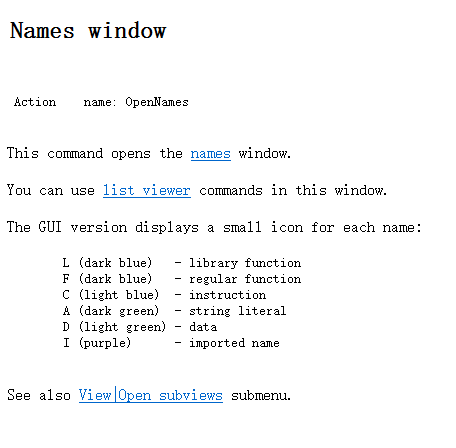 Names window
Action    name: OpenNames
This command opens the names window.
You can use list viewer commands in this window.
The GUI version displays a small icon for each name:
L (dark blue)   - library function
F (dark blue)   - regular function
C (light blue)  - instruction
A (dark green)  - string literal
D (light green) - data
I (purple)      - imported name
See also View|Open subviews submenu.